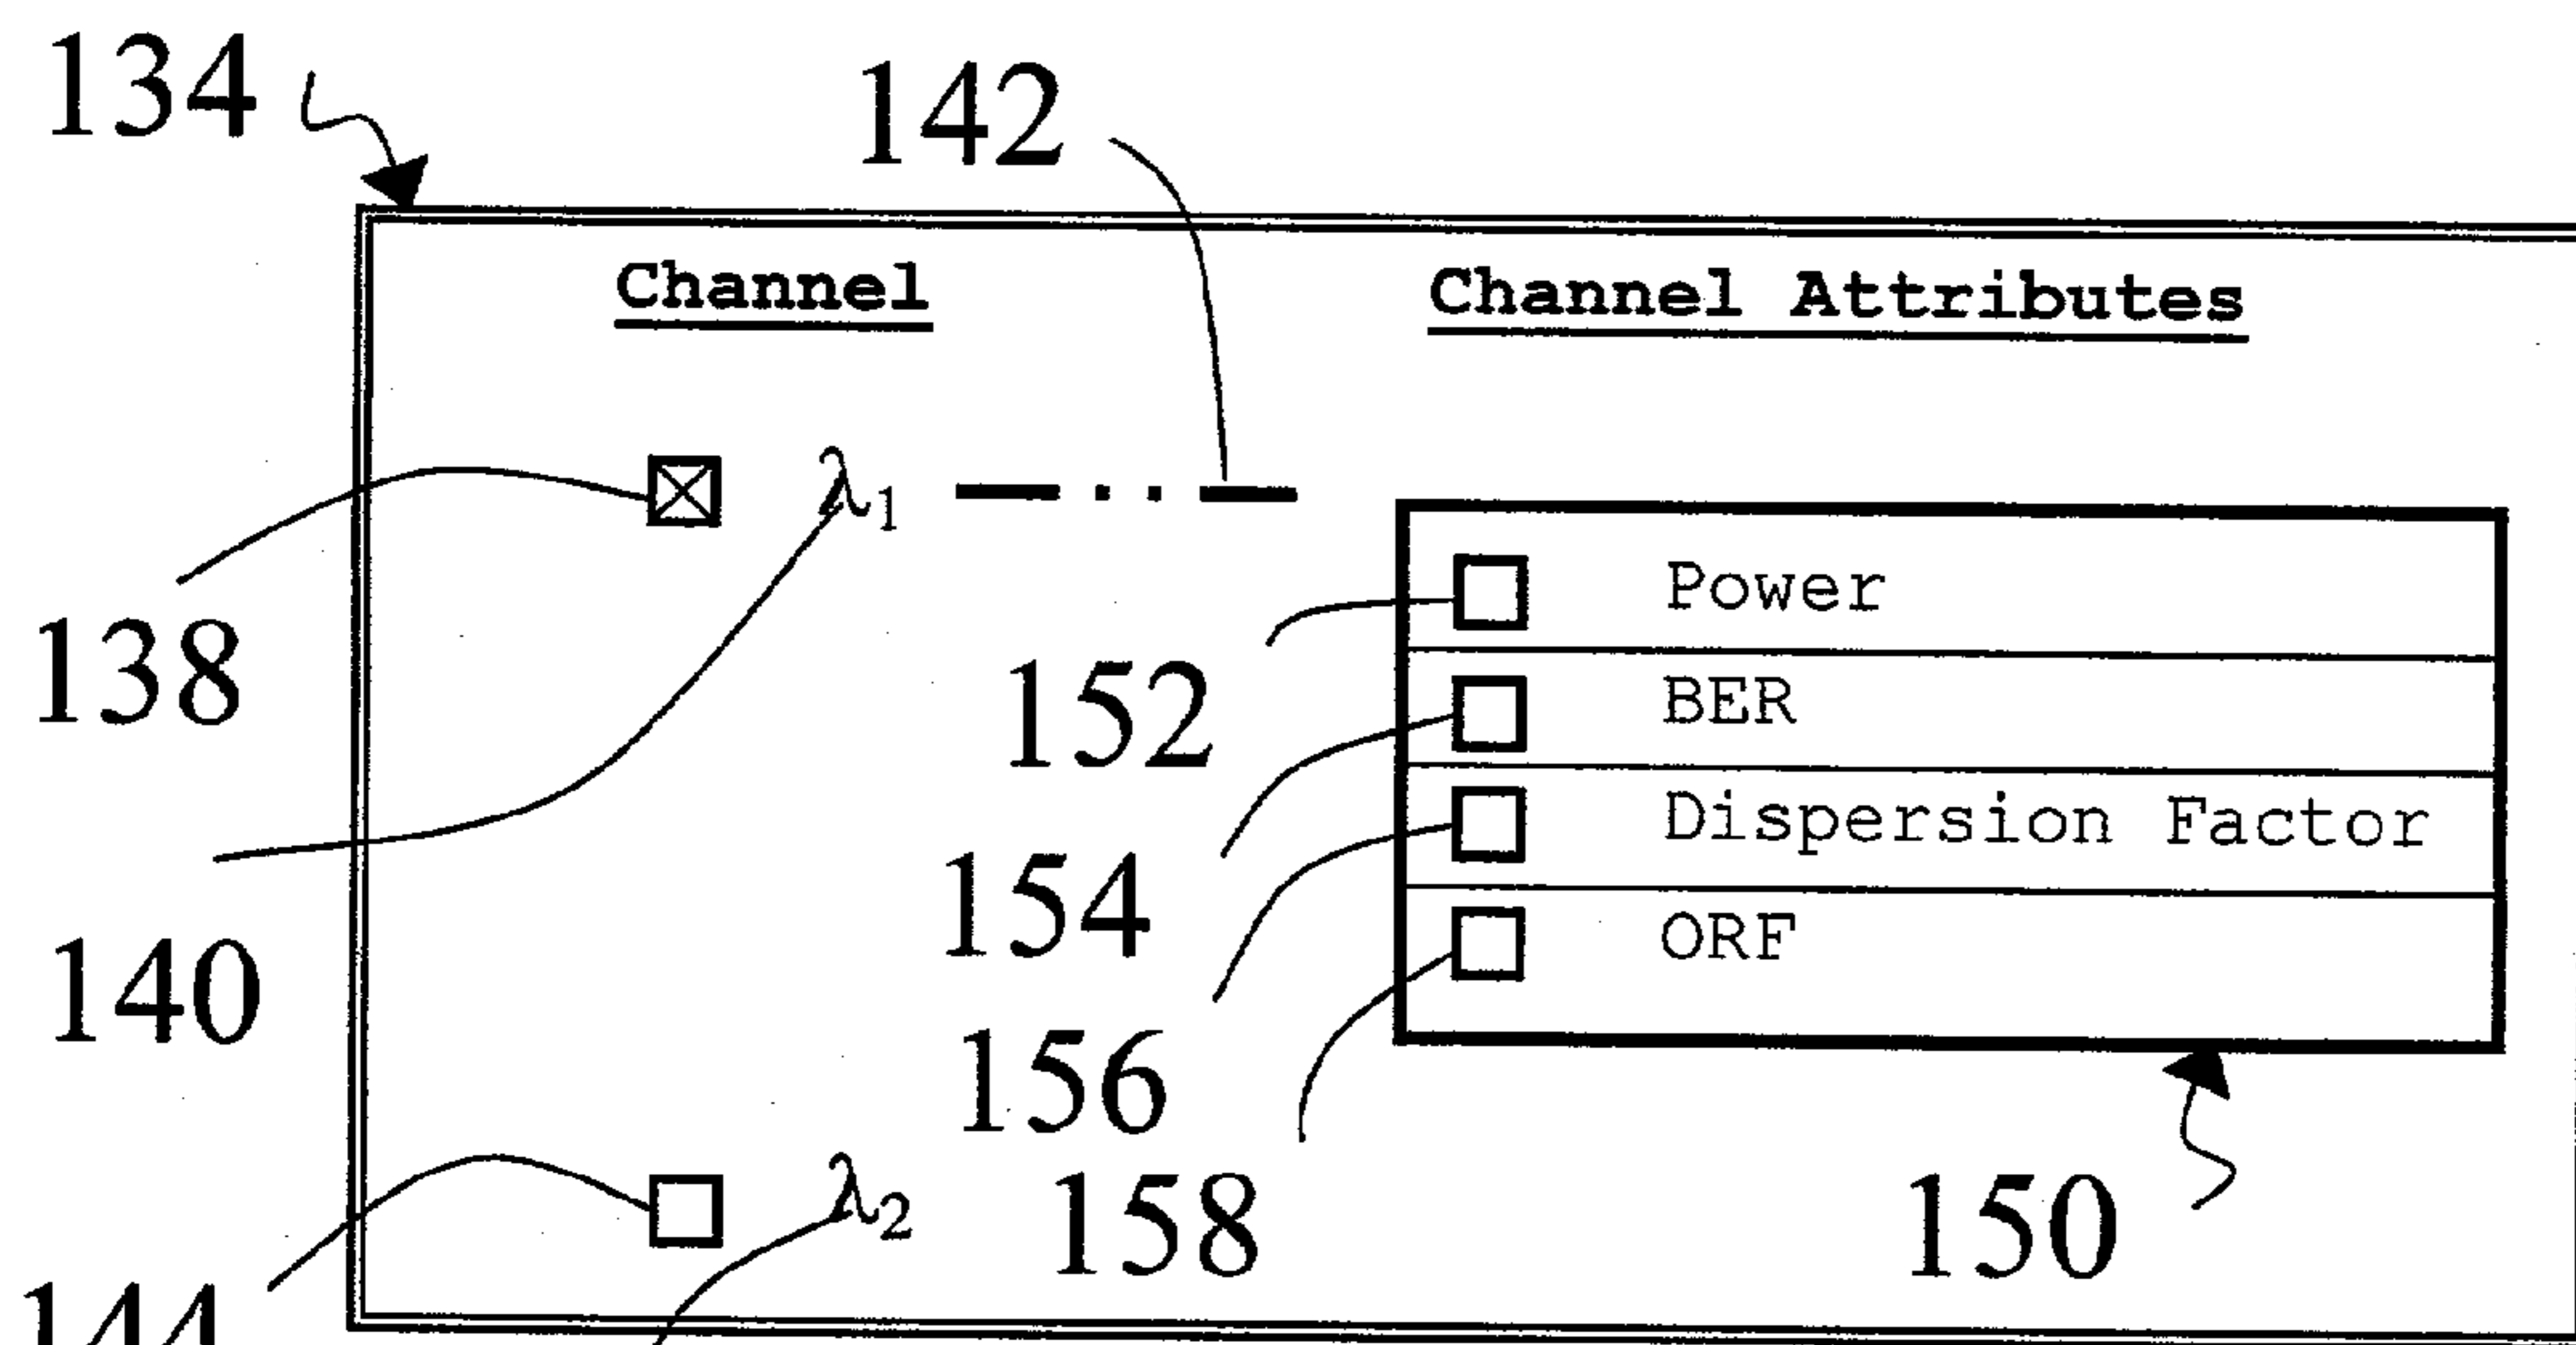 134
142
Channel Channel Attributes
λ1
Power
138
152
BER
154
Dispersion Factor
140
156
ORF
λ2
158
150
144